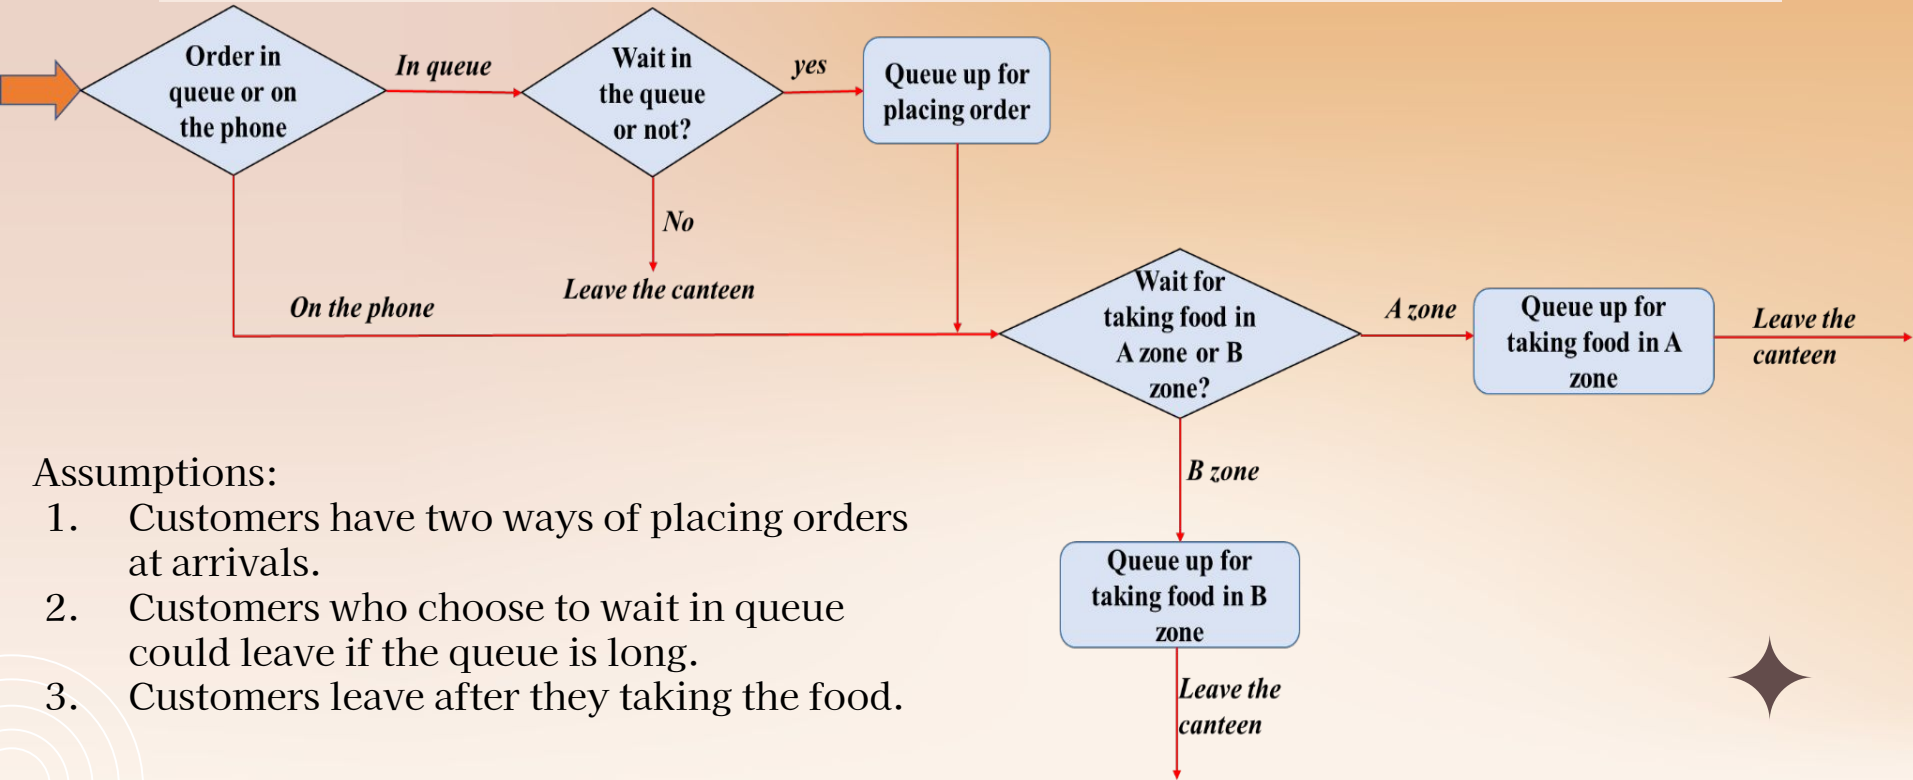 Order in
queue or on
the phone
In queue
Wait in
the queue
or not?
yes
Queue up for
placing order
No
Leave the canteen
On the phone
Wait for
taking food in
A zone or B
zone?
A zone
Queue up for
taking food in A
zone
Leave the
canteen
B zone
Queue up for
taking food in B
zone
Leave the
canteen
Assumptions:
1. Customers have two ways of placing orders
at arrivals.
2. Customers who choose to wait in queue
could leave if the queue is long.
3. Customers leave after they taking the food.